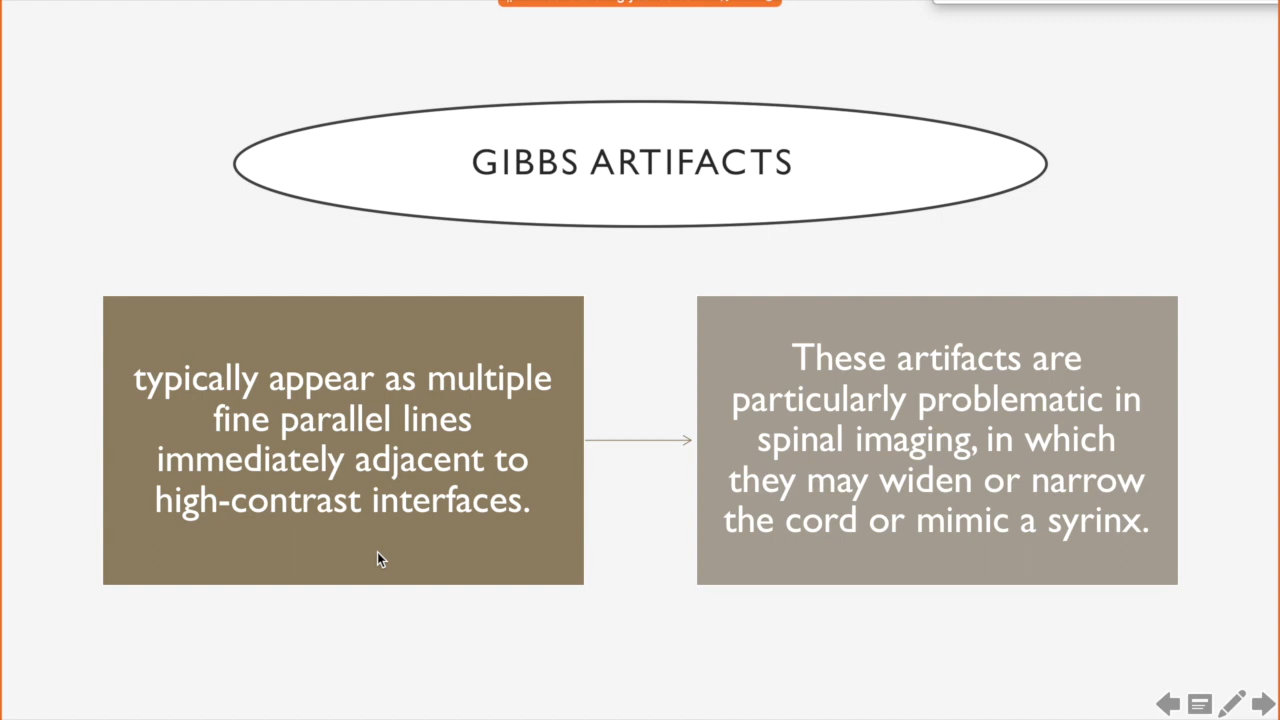 GIBBS ARTIFACTS
typically appear as multiple
fine parallel lines
immediately adjacent to
high-contrast interfaces.
These artifacts are
particularly problematic in
spinal imaging, in which
they may widen or narrow
the cord or mimic a syrinx.